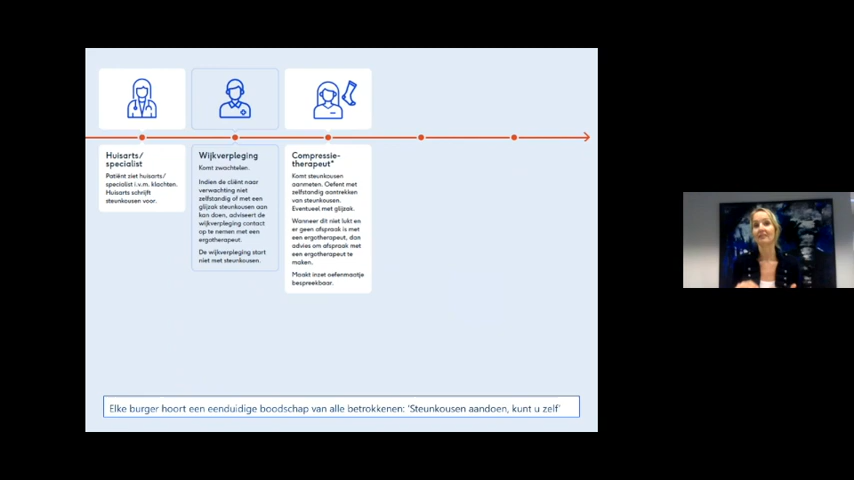 Huisarts/
specialist
Patiënt ziet huisarts/
specialist i.v.m. klachten.
Huisarts schrijft
steunkousen voor.
Wijkverpleging
Komt zwachtelen.
Indien de cliënt naar
verwachting niet
zelfstandig of met een
glijzak steunkousen aan
kan doen, adviseert de
wijkverpleging contact
op te nemen met een
ergotherapeut.
De wijkverpleging start
niet met steunkousen.
Compressie-
therapeut*
Komt steunkousen
aanmeten. Oefent met
zelfstandig aantrekken
van steunkousen.
Eventueel met glijzak.
Wanneer dit niet lukt en
er geen afspraak is met
een ergotherapeut, dan
advies om afspraak met
een ergotherapeut te
maken.
Maakt inzet oefenmaatje
bespreekbaar.
Elke burger hoort een eenduidige boodschap van alle betrokkenen: ‘Steunkousen aandoen, kunt u zelf’